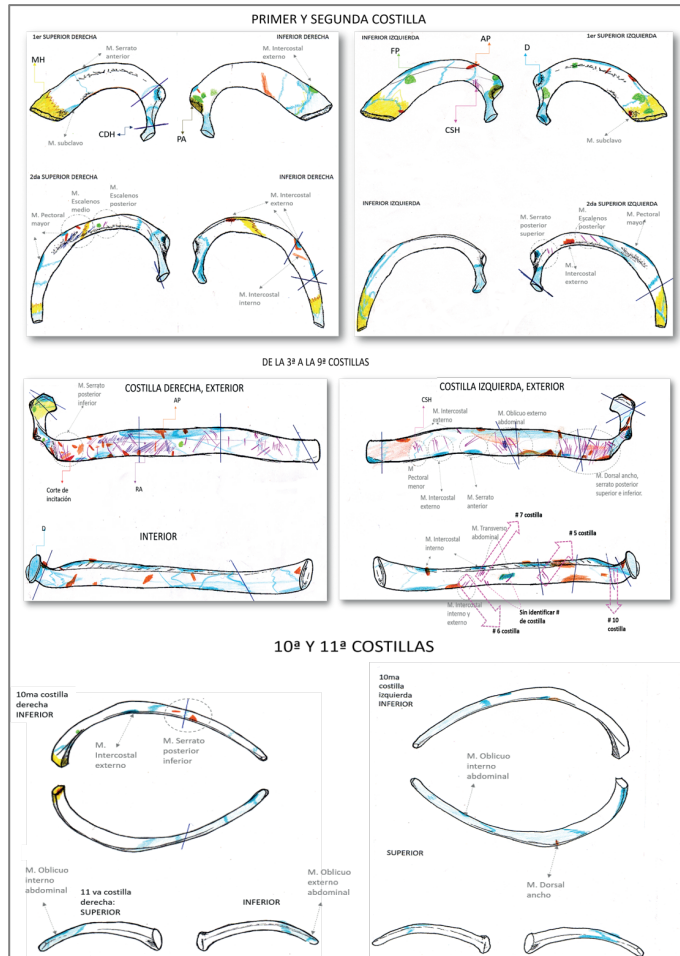 PRIMER Y SEGUNDA COSTILLA
1er SUPERIOR DERECHA
INFERIOR DERECHA
MH
M. Serrato
anterior
M. Intercostal
externo
M. subclavo
CDH
PA
INFERIOR IZQUIERDA
AP
1er SUPERIOR IZQUIERDA
FP
D
CSH
M. subclavo
2da SUPERIOR DERECHA
INFERIOR DERECHA
M.
Escalenos
medio
M.
Escalenos
posterior
M. Pectoral
mayor
M. Intercostal
externo
M. Intercostal
interno
INFERIOR IZQUIERDA
2da SUPERIOR IZQUIERDA
M. Serrato
posterior
superior
M.
Escalenos
posterior
M. Pectoral
mayor
M.
Intercostal
externo
DE LA 3ª A LA 9ª COSTILLAS
COSTILLA DERECHA, EXTERIOR
M. Serrato
posterior
inferior
AP
Corte de
incitación
RA
D
INTERIOR
COSTILLA IZQUIERDA, EXTERIOR
CSH
M. Intercostal
externo
M. Oblicuo externo
abdominal
M.
Pectoral
menor
M. Intercostal
externo
M. Serrato
anterior
M. Dorsal ancho,
serrato posterior
superior e inferior.
# 7 costilla
M. Transverso
abdominal
# 5 costilla
M. Intercostal
interno
M. Intercostal
interno y
externo
Sin identificar #
de costilla
# 6 costilla
# 10
costilla
10ª Y 11ª COSTILLAS
10ma costilla
derecha
INFERIOR
M.
Intercostal
externo
M. Serrato
posterior
inferior
M. Oblicuo
interno
abdominal
11 va costilla
derecha:
SUPERIOR
INFERIOR
M. Oblicuo
externo
abdominal
10ma
costilla
izquierda
INFERIOR
M. Oblicuo
interno
abdominal
SUPERIOR
M. Dorsal
ancho